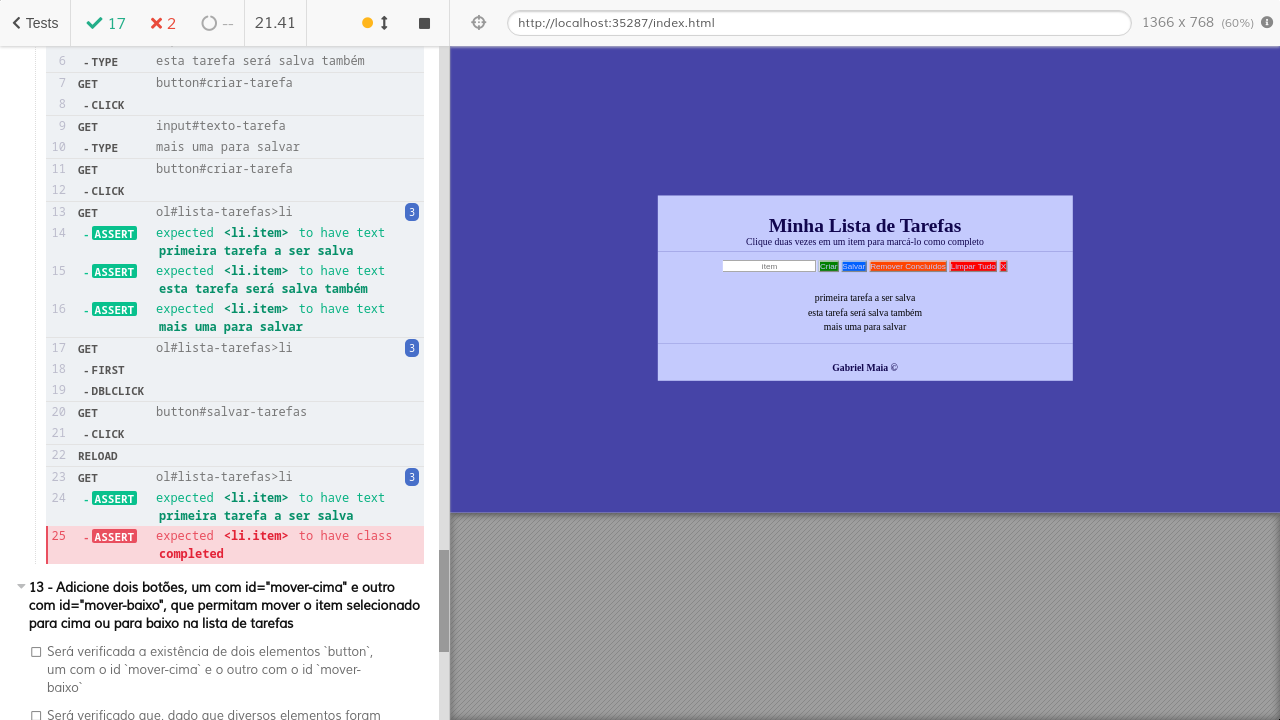 Tests 17 2 -- 21.41
http://localhost:35287/index.html 1366 x 768 (60%)
6 - TYPE esta tarefa será salva também
7 GET button#criar-tarefa
8 - CLICK
9 GET input#texto-tarefa
10 - TYPE mais uma para salvar
11 GET button#criar-tarefa
12 - CLICK
13 GET ol#lista-tarefas>li 3
14 - ASSERT expected <li.item> to have text
primeira tarefa a ser salva
15 - ASSERT expected <li.item> to have text
esta tarefa será salva também
16 - ASSERT expected <li.item> to have text
mais uma para salvar
17 GET ol#lista-tarefas>li 3
18 - FIRST
19 - DBLCLICK
20 GET button#salvar-tarefas
21 - CLICK
22 RELOAD
23 GET ol#lista-tarefas>li 3
24 - ASSERT expected <li.item> to have text
primeira tarefa a ser salva
25 - ASSERT expected <li.item> to have class
completed
13 - Adicione dois botões, um com id="mover-cima" e outro
com id="mover-baixo", que permitam mover o item selecionado
para cima ou para baixo na lista de tarefas
Será verificada a existência de dois elementos `button`,
um com o id `mover-cima` e o outro com o id `mover-
baixo`
Será verificado que, dado que diversos elementos foram
Minha Lista de Tarefas
Clique duas vezes em um item para marcá-lo como completo
item Criar Salvar Remover Concluídos Limpar Tudo X
primeira tarefa a ser salva
esta tarefa será salva também
mais uma para salvar
Gabriel Maia ©